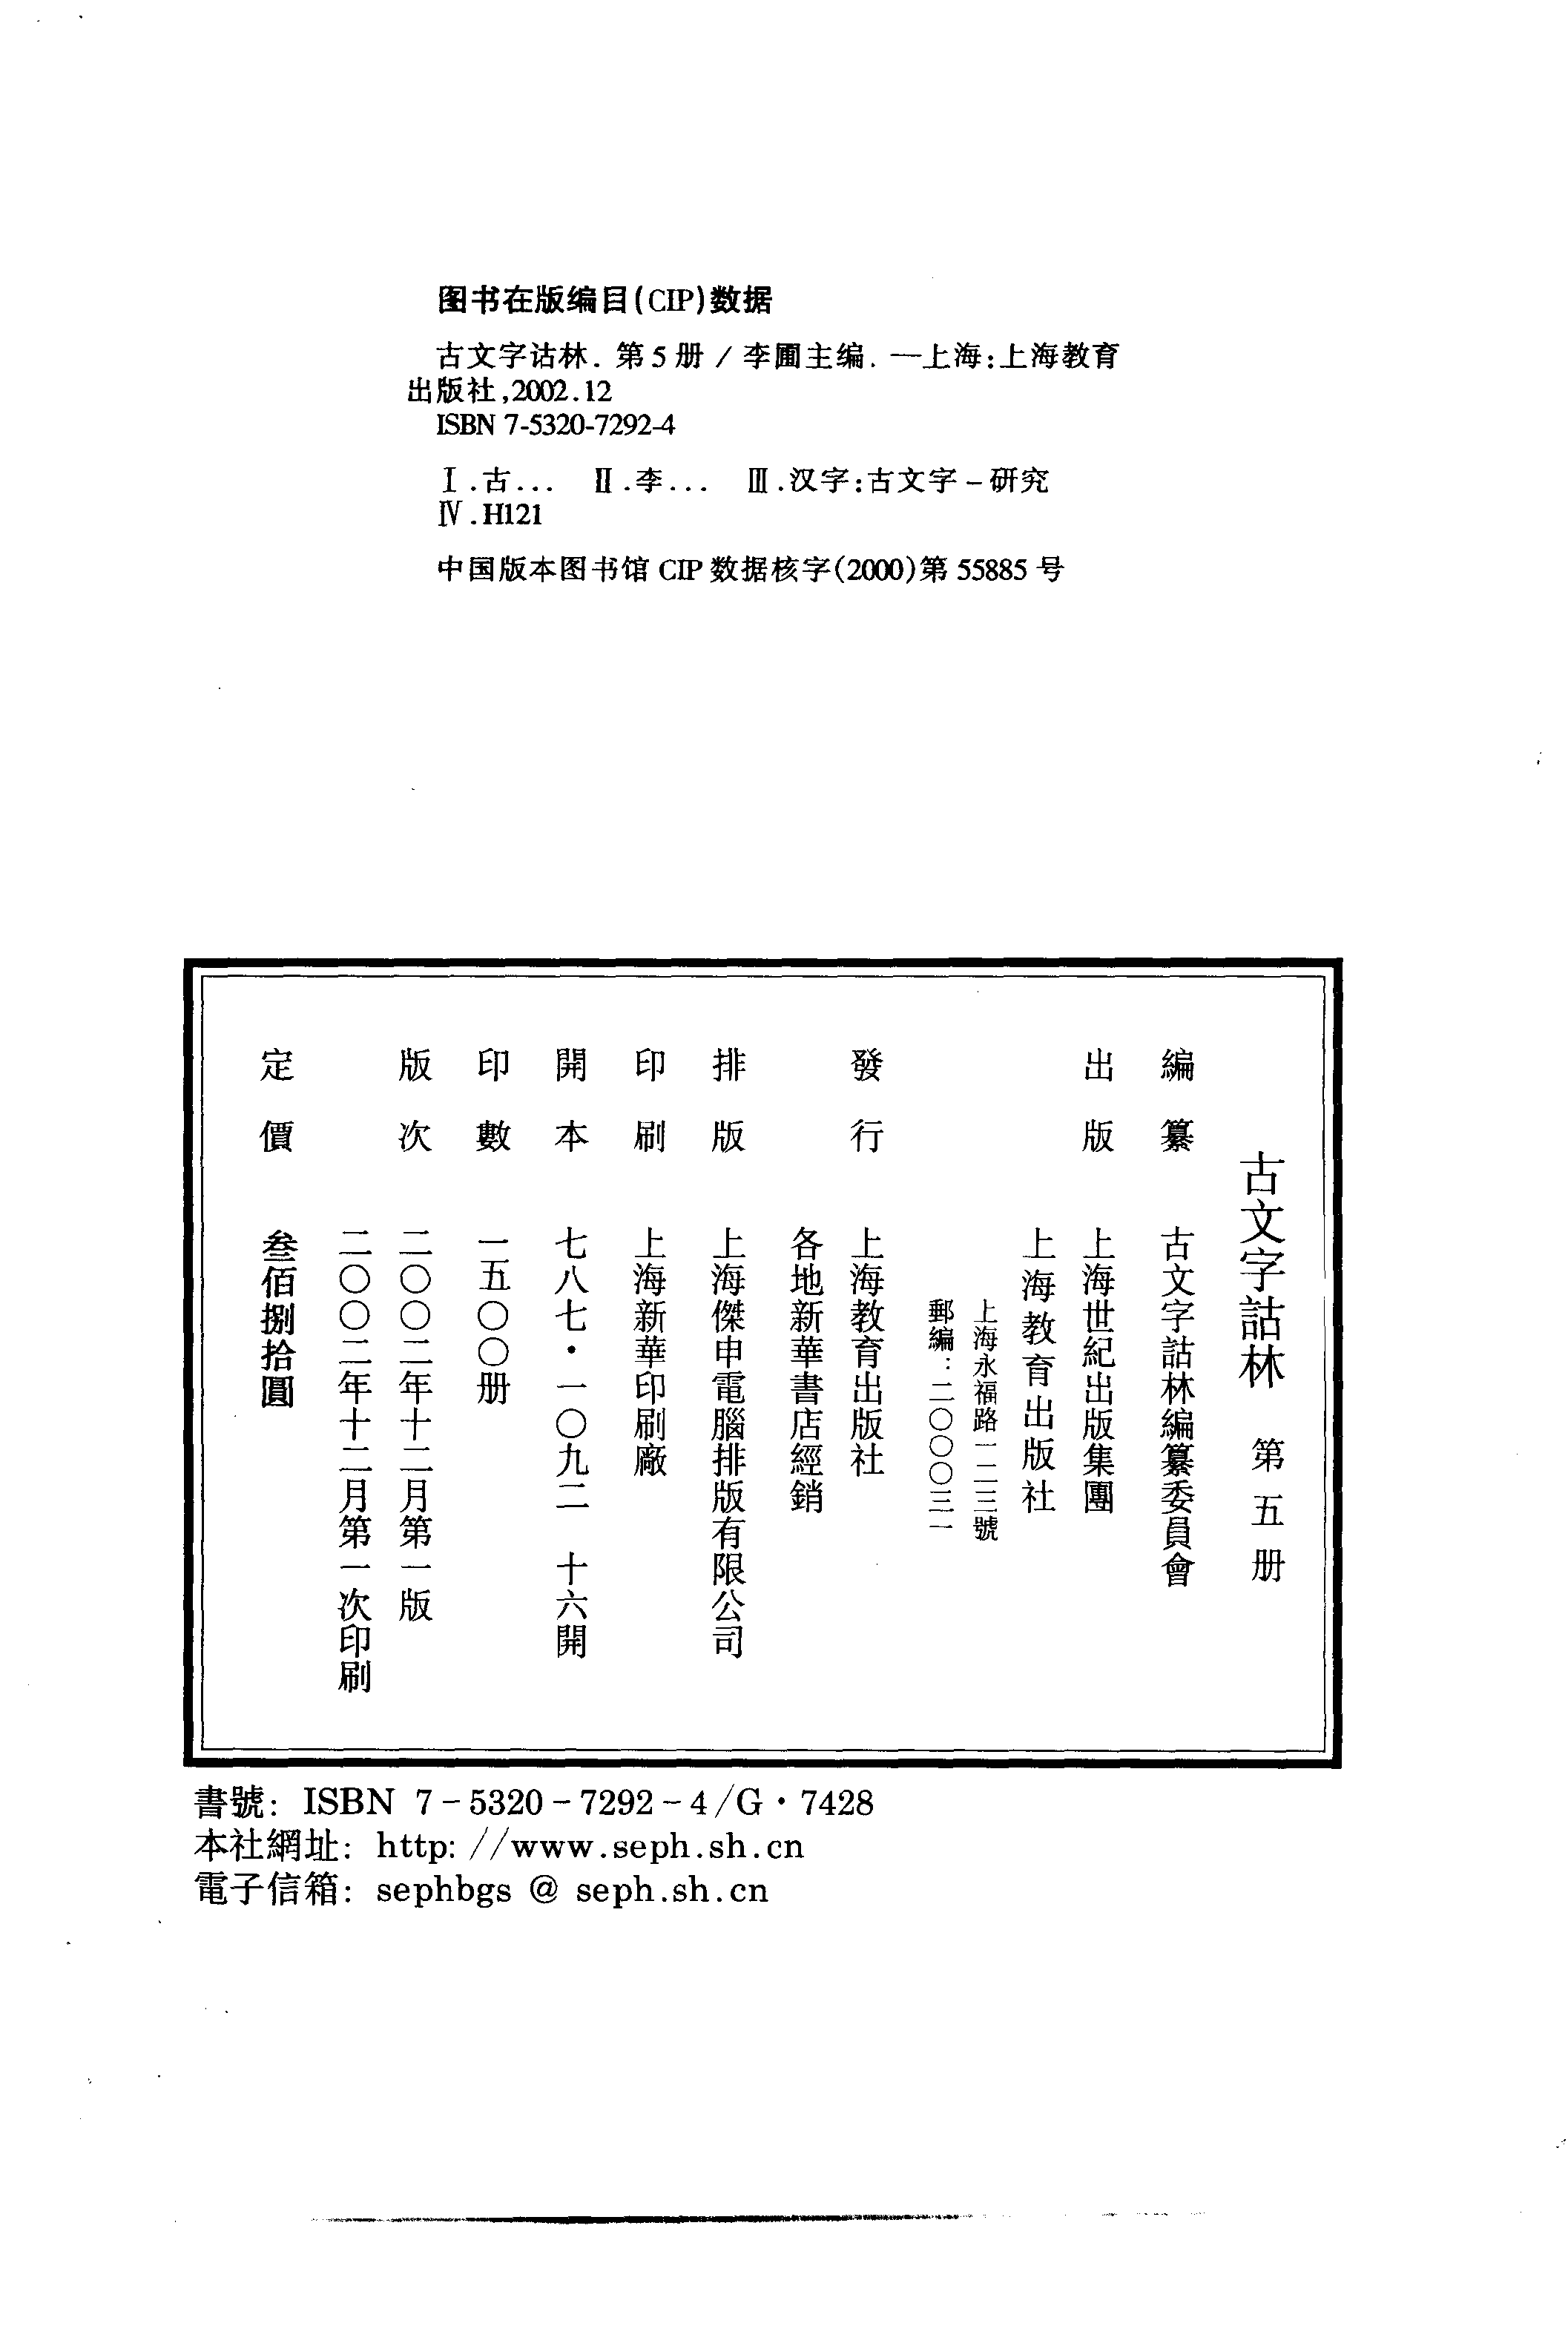 图书在版编目(CIP)数据
古文字诂林. 第5册 / 李圃主编. —上海:上海教育
出版社,2002.12
ISBN 7-5320-7292-4
Ⅰ.古… Ⅱ.李… Ⅲ.汉字:古文字-研究
Ⅳ.H121
中国版本图书馆CIP数据核字(2000)第55885号
古文字詁林 第五册
編纂 古文字詁林編纂委員會
出版 上海世紀出版集團
上海教育出版社
上海永福路一二三號
郵編:二〇〇〇三一
發行 上海教育出版社
各地新華書店經銷
排版 上海傑申電腦排版有限公司
印刷 上海新華印刷廠
開本 七八七·一〇九二 十六開
印數 一五〇〇册
版次 二〇〇二年十二月第一版
二〇〇二年十二月第一次印刷
定價 叁佰捌拾圓
書號: ISBN 7-5320-7292-4/G·7428
本社網址: http://www.seph.sh.cn
電子信箱: sephbgs @ seph.sh.cn